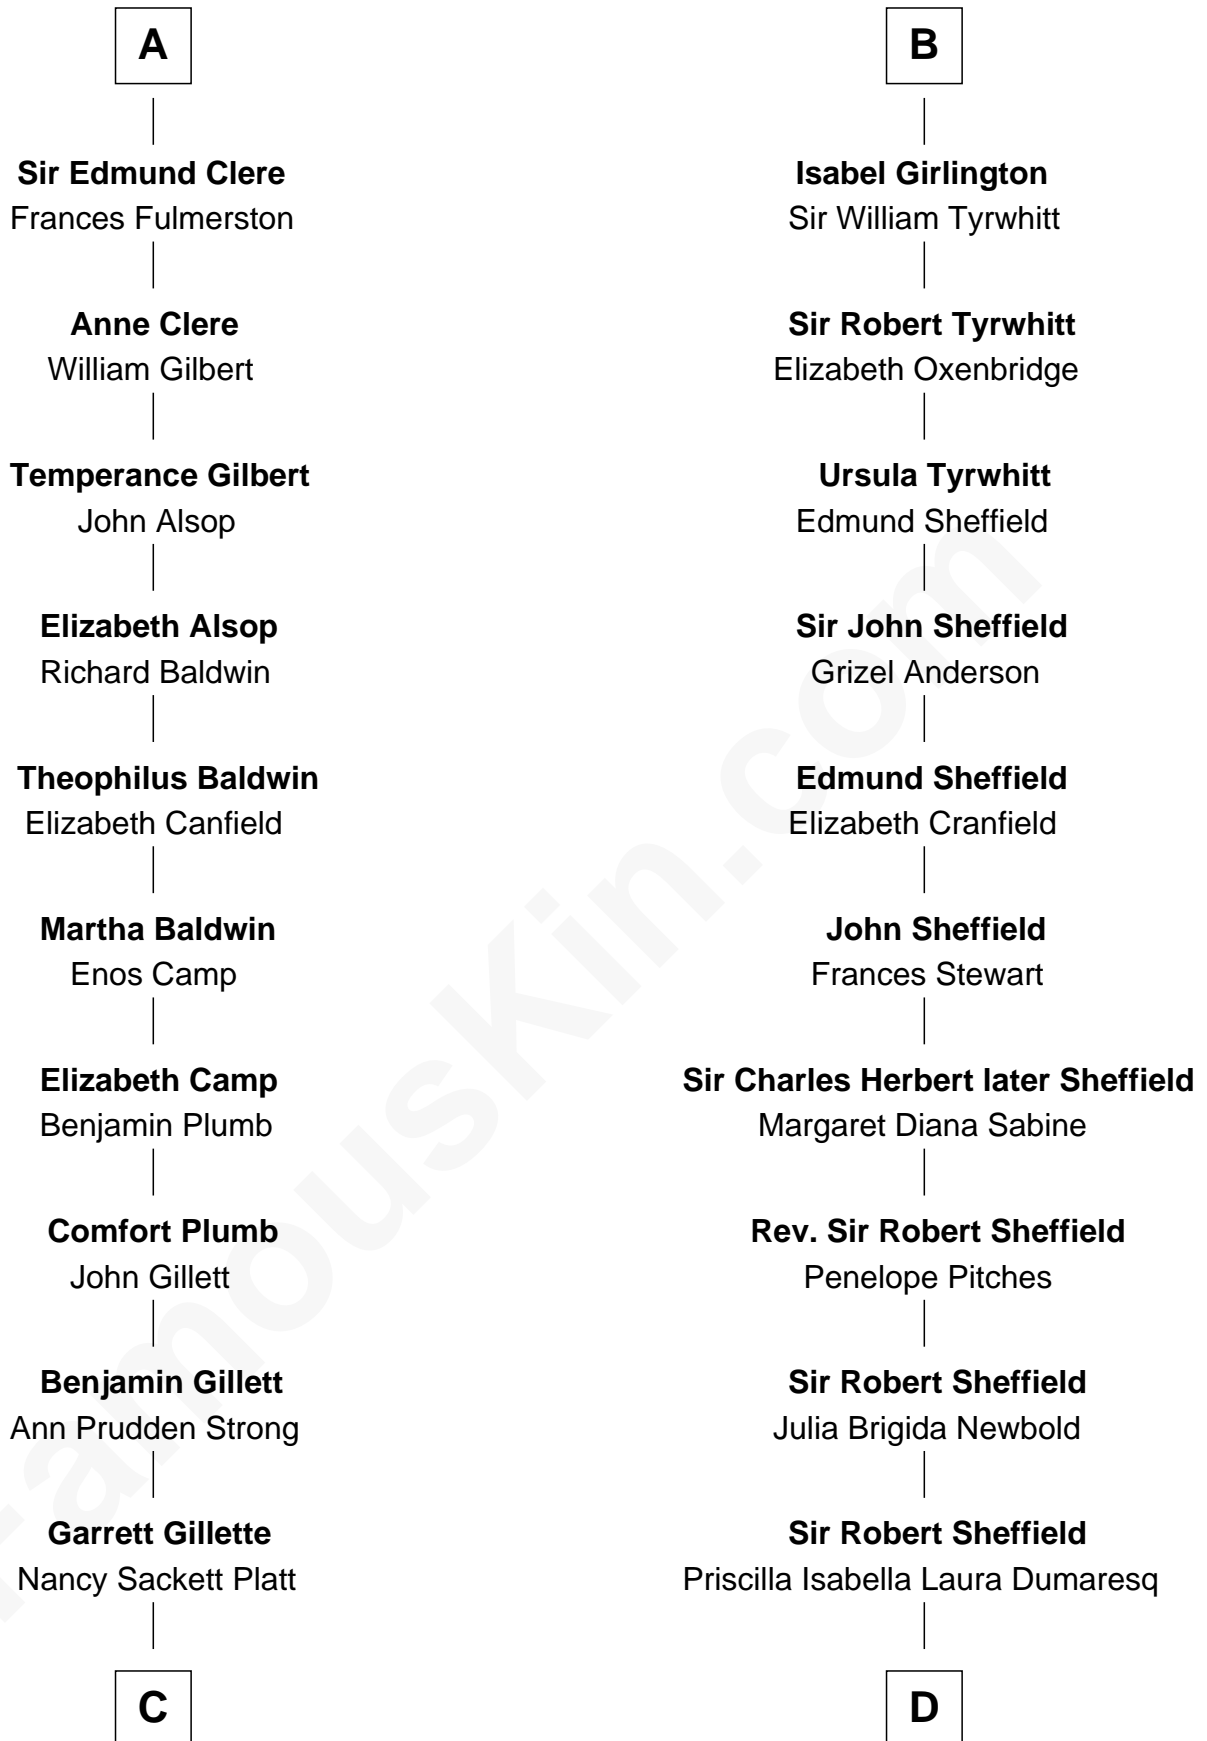 A
Sir Edmund Clere
Frances Fulmerston
Anne Clere
William Gilbert
Temperance Gilbert
John Alsop
Elizabeth Alsop
Richard Baldwin
Theophilus Baldwin
Elizabeth Canfield
Martha Baldwin
Enos Camp
Elizabeth Camp
Benjamin Plumb
Comfort Plumb
John Gillett
Benjamin Gillett
Ann Prudden Strong
Garrett Gillette
Nancy Sackett Platt
C
B
Isabel Girlington
Sir William Tyrwhitt
Sir Robert Tyrwhitt
Elizabeth Oxenbridge
Ursula Tyrwhitt
Edmund Sheffield
Sir John Sheffield
Grizel Anderson
Edmund Sheffield
Elizabeth Cranfield
John Sheffield
Frances Stewart
Sir Charles Herbert later Sheffield
Margaret Diana Sabine
Rev. Sir Robert Sheffield
Penelope Pitches
Sir Robert Sheffield
Julia Brigida Newbold
Sir Robert Sheffield
Priscilla Isabella Laura Dumaresq
D
FamousKin.com